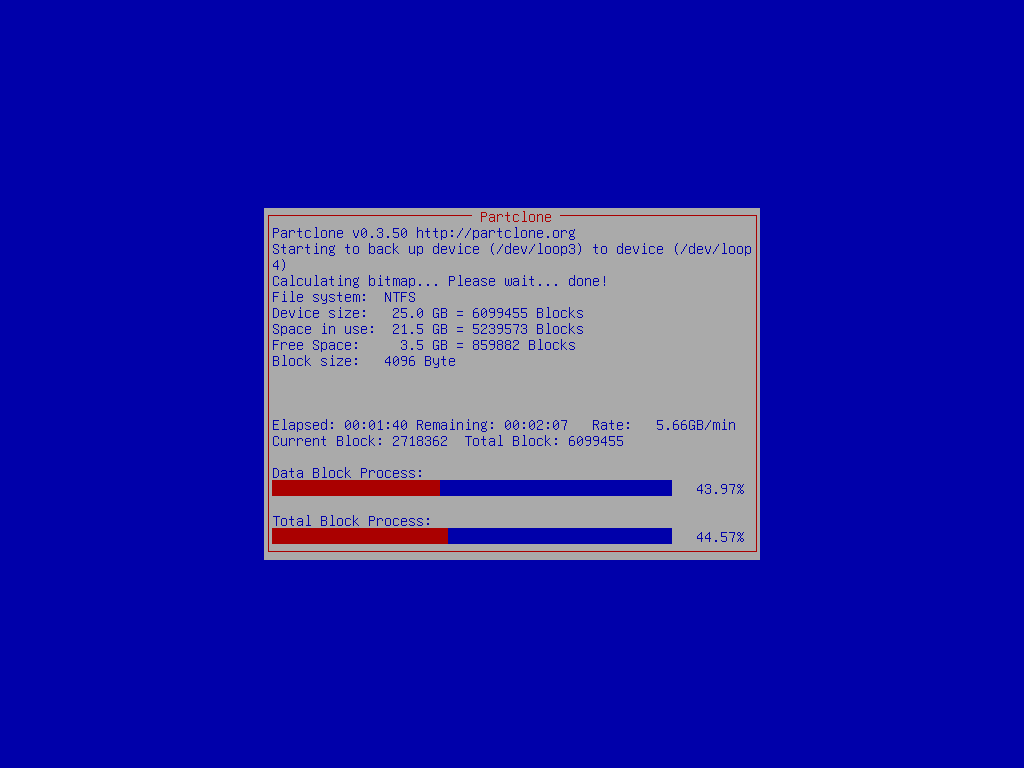 Partclone
Partclone v0.3.50 http://partclone.org
Starting to back up device (/dev/loop3) to device (/dev/loop
4)
Calculating bitmap... Please wait... done!
File system:  NTFS
Device size:   25.0 GB = 6099455 Blocks
Space in use:  21.5 GB = 5239573 Blocks
Free Space:     3.5 GB = 859882 Blocks
Block size:   4096 Byte
Elapsed: 00:01:40 Remaining: 00:02:07   Rate:   5.66GB/min
Current Block: 2718362  Total Block: 6099455
Data Block Process:
43.97%
Total Block Process:
44.57%